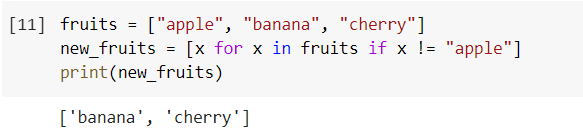 [11] fruits = ["apple", "banana", "cherry"]
new_fruits = [x for x in fruits if x != "apple"]
print(new_fruits)
['banana', 'cherry']